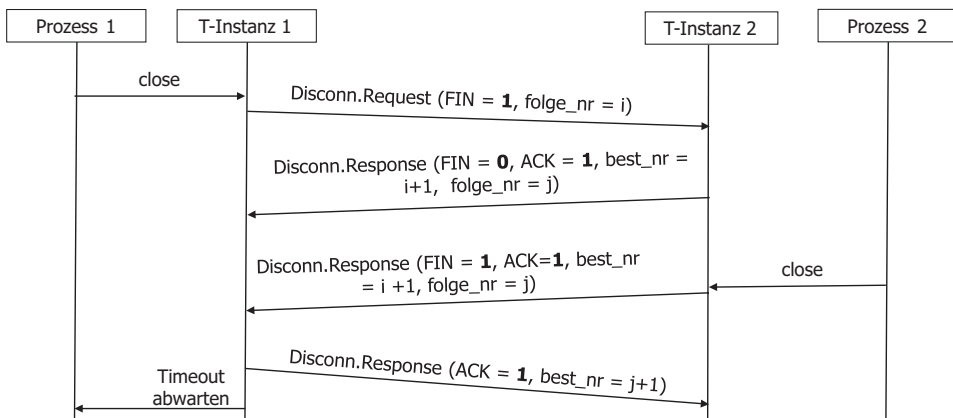 Prozess 1
T-Instanz 1
T-Instanz 2
Prozess 2
close
Disconn.Request (FIN = 1, folge_nr = i)
Disconn.Response (FIN = 0, ACK = 1, best_nr =
i+1, folge_nr = j)
Disconn.Response (FIN = 1, ACK=1, best_nr
= i +1, folge_nr = j)
close
Disconn.Response (ACK = 1, best_nr = j+1)
Timeout
abwarten